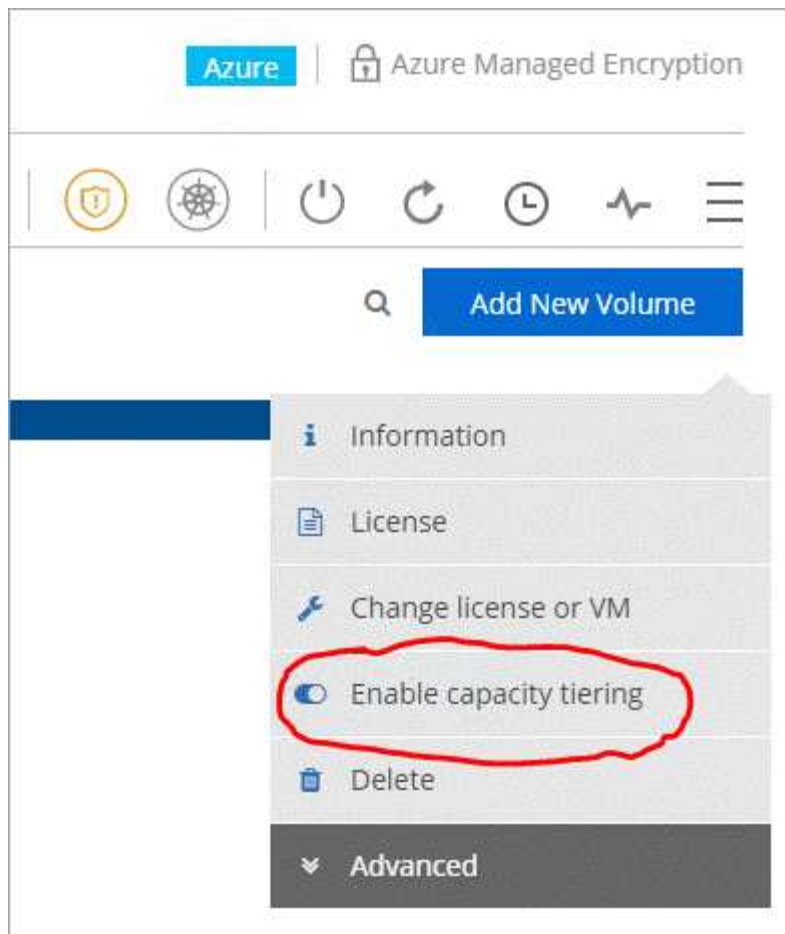 Azure
Azure Managed Encryption
Add New Volume
Information
License
Change license or VM
Enable capacity tiering
Delete
Advanced